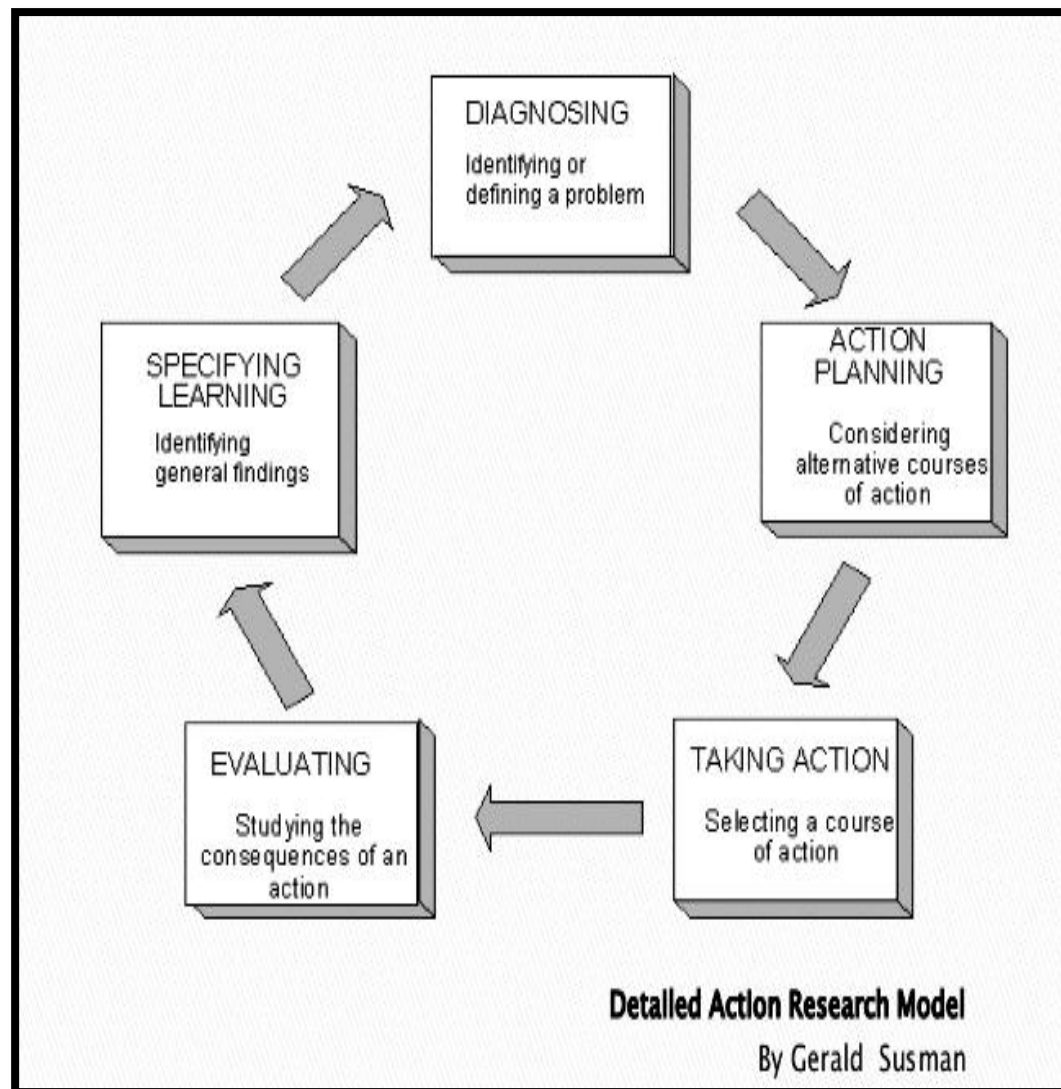 DIAGNOSING
Identifying or
defining a problem
ACTION
PLANNING
Considering
alternative courses
of action
TAKING ACTION
Selecting a course
of action
EVALUATING
Studying the
consequences of an
action
SPECIFYING
LEARNING
Identifying
general findings
Detailed Action Research Model
By Gerald Susman